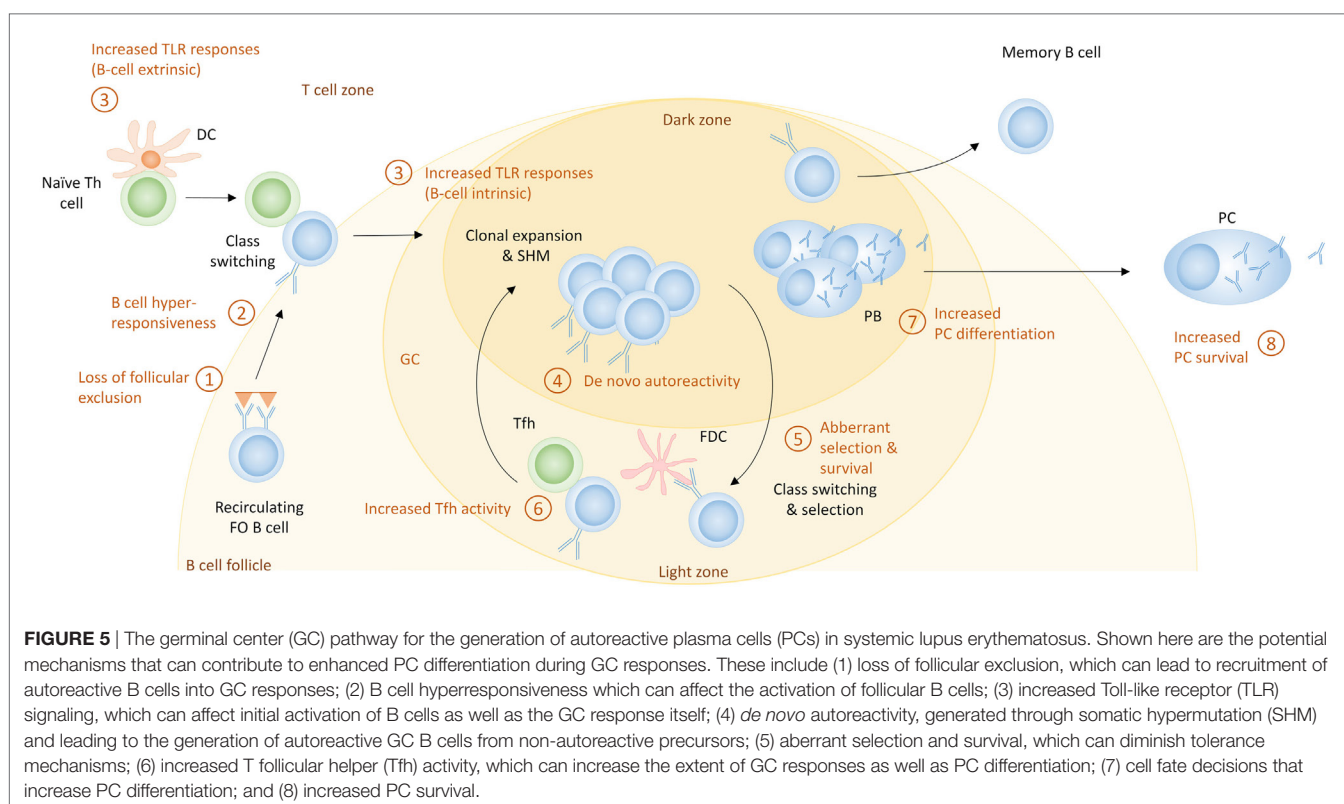 Increased TLR responses
(B-cell extrinsic)
3
T cell zone
DC
Naïve Th
cell
Class
switching
B cell hyper-
responsiveness
2
Loss of follicular
exclusion
1
Recirculating
FO B cell
B cell follicle
3
Increased TLR responses
(B-cell intrinsic)
Dark zone
Clonal expansion
& SHM
GC
4
De novo autoreactivity
Tfh
FDC
Increased Tfh activity
6
5
Abberrant
selection &
survival
Class switching
& selection
Light zone
PB
7
Increased
PC differentiation
Memory B cell
PC
Increased
PC survival
8
FIGURE 5 | The germinal center (GC) pathway for the generation of autoreactive plasma cells (PCs) in systemic lupus erythematosus. Shown here are the potential
mechanisms that can contribute to enhanced PC differentiation during GC responses. These include (1) loss of follicular exclusion, which can lead to recruitment of
autoreactive B cells into GC responses; (2) B cell hyperresponsiveness which can affect the activation of follicular B cells; (3) increased Toll-like receptor (TLR)
signaling, which can affect initial activation of B cells as well as the GC response itself; (4) de novo autoreactivity, generated through somatic hypermutation (SHM)
and leading to the generation of autoreactive GC B cells from non-autoreactive precursors; (5) aberrant selection and survival, which can diminish tolerance
mechanisms; (6) increased T follicular helper (Tfh) activity, which can increase the extent of GC responses as well as PC differentiation; (7) cell fate decisions that
increase PC differentiation; and (8) increased PC survival.